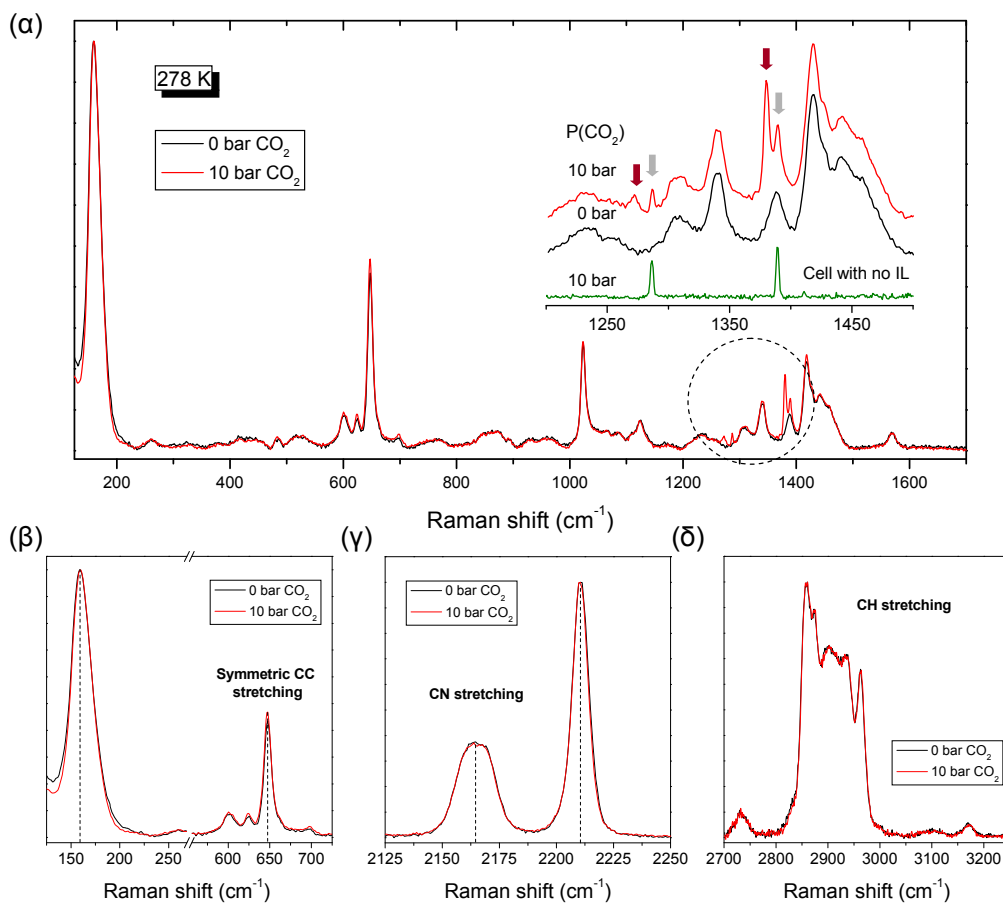 (α)
278 K
0 bar CO₂
10 bar CO₂
P(CO₂)
10 bar
0 bar
10 bar
Cell with no IL
1250 1350 1450
200 400 600 800 1000 1200 1400 1600
Raman shift (cm⁻¹)
(β)
0 bar CO₂
10 bar CO₂
Symmetric CC
stretching
150 200 250 600 650 700
Raman shift (cm⁻¹)
(γ)
0 bar CO₂
10 bar CO₂
CN stretching
2125 2150 2175 2200 2225 2250
Raman shift (cm⁻¹)
(δ)
CH stretching
0 bar CO₂
10 bar CO₂
2700 2800 2900 3000 3100 3200
Raman shift (cm⁻¹)